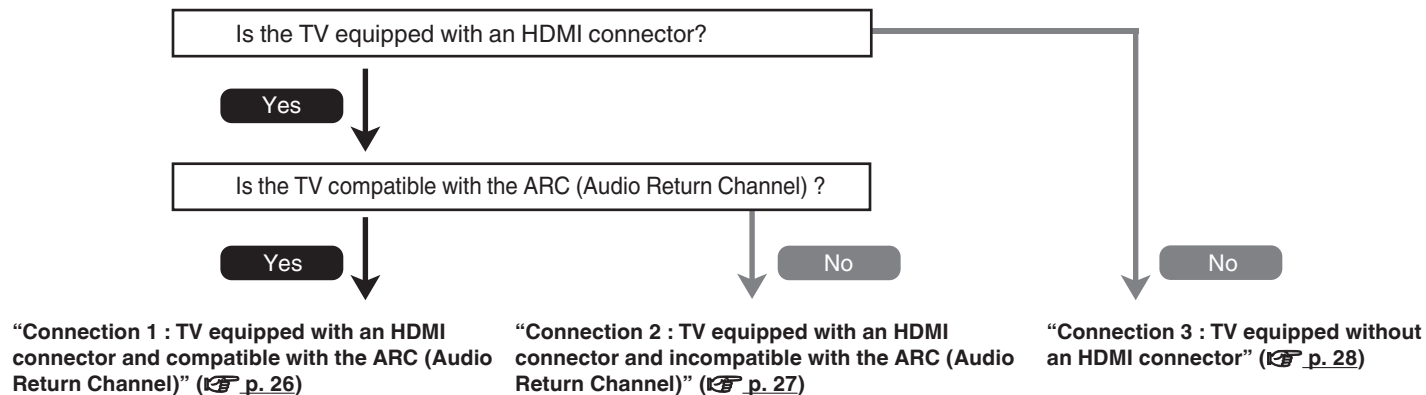 Is the TV equipped with an HDMI connector?
Yes
Is the TV compatible with the ARC (Audio Return Channel) ?
Yes
No
No
“Connection 1 : TV equipped with an HDMI
connector and compatible with the ARC (Audio
Return Channel)” (☞ p. 26)
“Connection 2 : TV equipped with an HDMI
connector and incompatible with the ARC (Audio
Return Channel)” (☞ p. 27)
“Connection 3 : TV equipped without
an HDMI connector” (☞ p. 28)